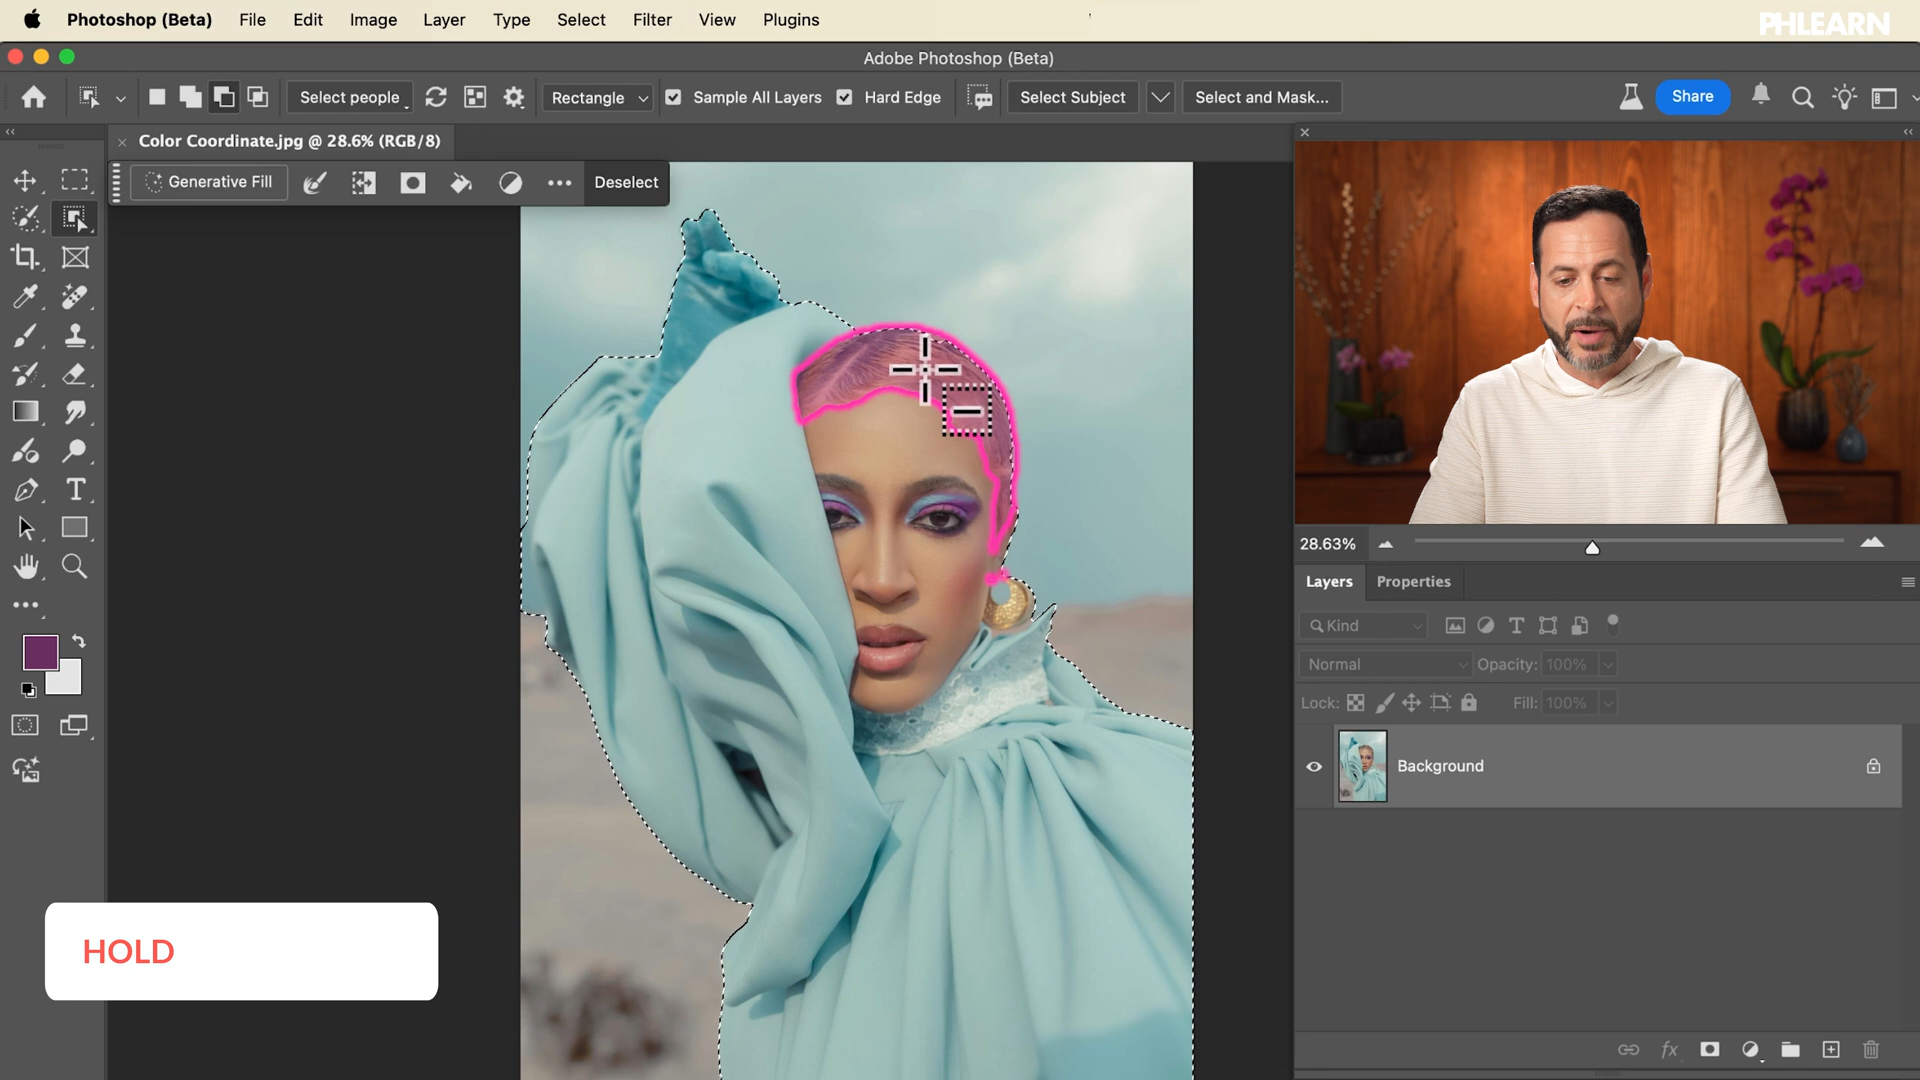 Photoshop (Beta) File Edit Image Layer Type Select Filter View Plugins
PHLEARN
Adobe Photoshop (Beta)
Select people Rectangle Sample All Layers Hard Edge Select Subject Select and Mask... Share
Color Coordinate.jpg @ 28.6% (RGB/8)
Generative Fill Deselect
28.63%
Layers Properties
Kind
Normal Opacity: 100%
Lock: Fill: 100%
Background
fx
HOLD